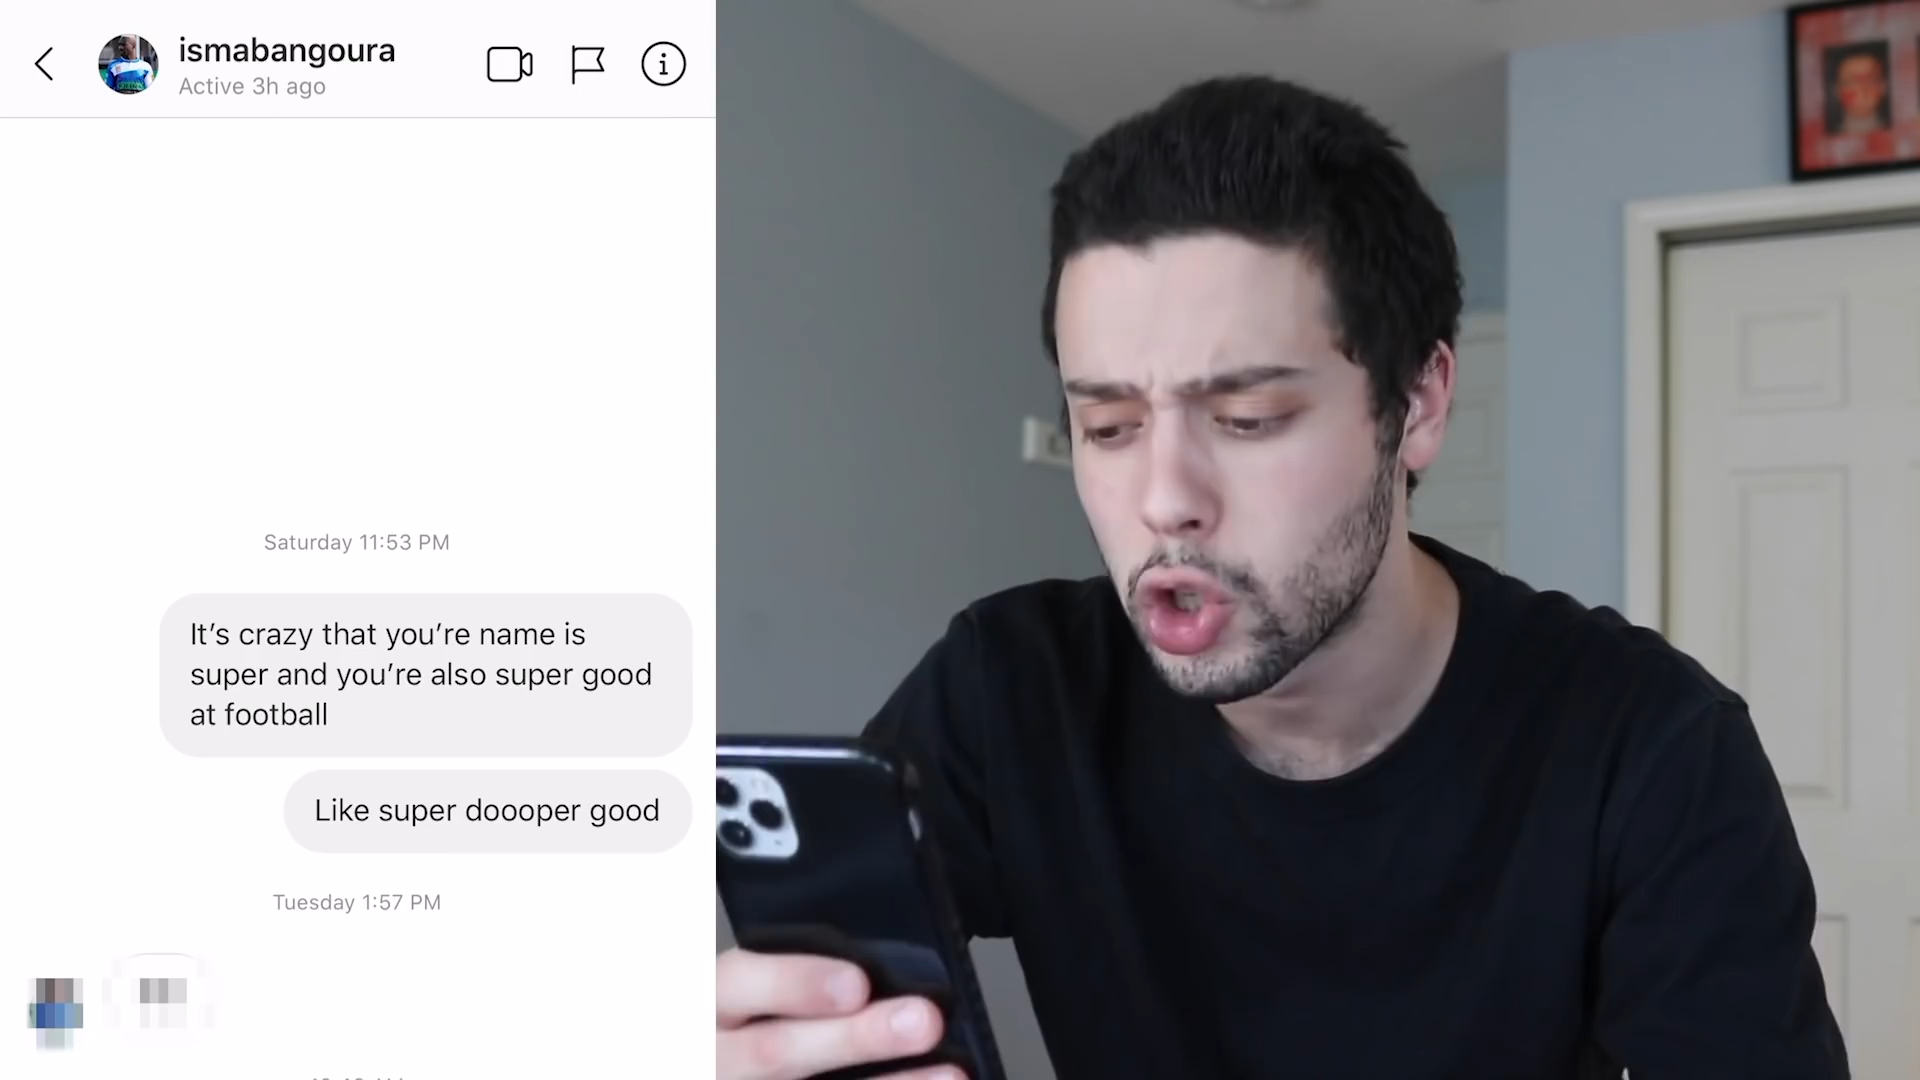 ismabangoura
Active 3h ago
Saturday 11:53 PM
It’s crazy that you’re name is
super and you’re also super good
at football
Like super doooper good
Tuesday 1:57 PM